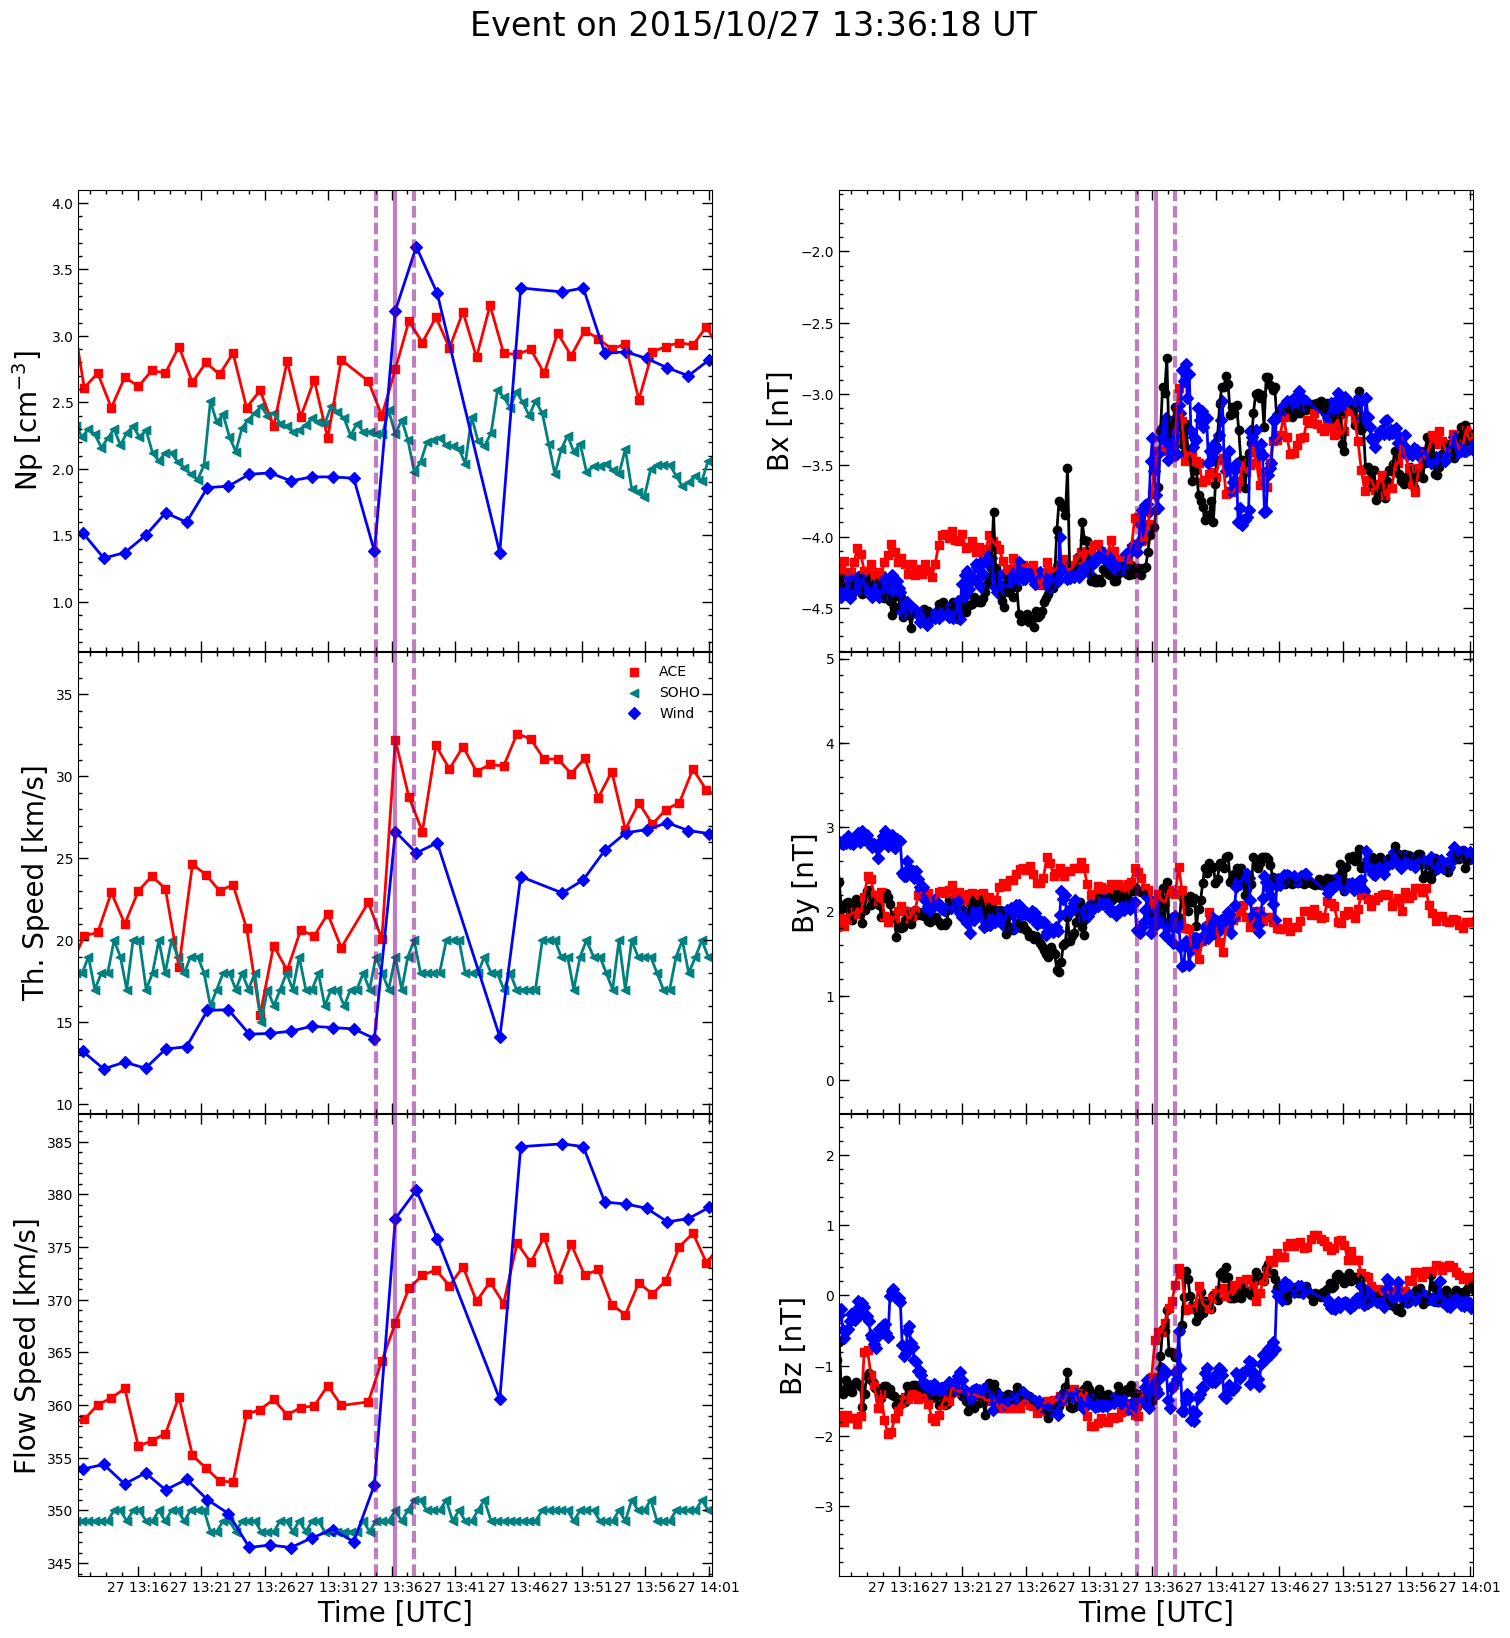 Event on 2015/10/27 13:36:18 UT
4.0
3.5
3.0
2.5
2.0
1.5
1.0
Np [cm⁻³]
−2.0
−2.5
−3.0
−3.5
−4.0
−4.5
Bx [nT]
35
30
25
20
15
10
Th. Speed [km/s]
ACE
SOHO
Wind
5
4
3
2
1
0
By [nT]
385
380
375
370
365
360
355
350
345
Flow Speed [km/s]
2
1
0
−1
−2
−3
Bz [nT]
27 13:16 27 13:21 27 13:26 27 13:31 27 13:36 27 13:41 27 13:46 27 13:51 27 13:56 27 14:01
Time [UTC]
27 13:16 27 13:21 27 13:26 27 13:31 27 13:36 27 13:41 27 13:46 27 13:51 27 13:56 27 14:01
Time [UTC]